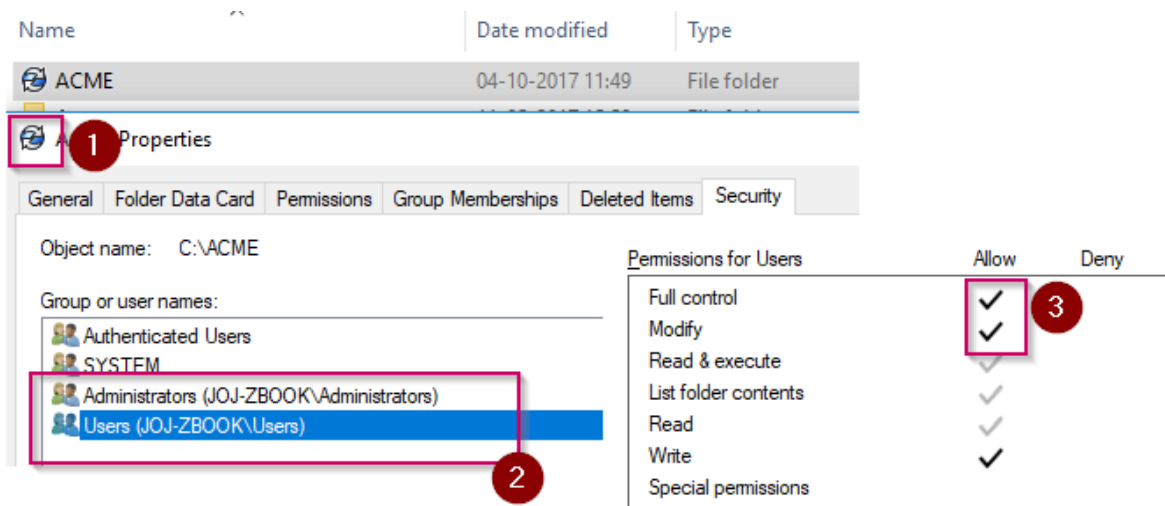 Name Date modified Type
ACME 04-10-2017 11:49 File folder
1
Properties
General Folder Data Card Permissions Group Memberships Deleted Items Security
Object name: C:\ACME
Permissions for Users Allow Deny
Group or user names:
Full control
3
Authenticated Users
Modify
SYSTEM
Read & execute
Administrators (JOJ-ZBOOK\Administrators)
List folder contents
Users (JOJ-ZBOOK\Users)
Read
Write
2
Special permissions